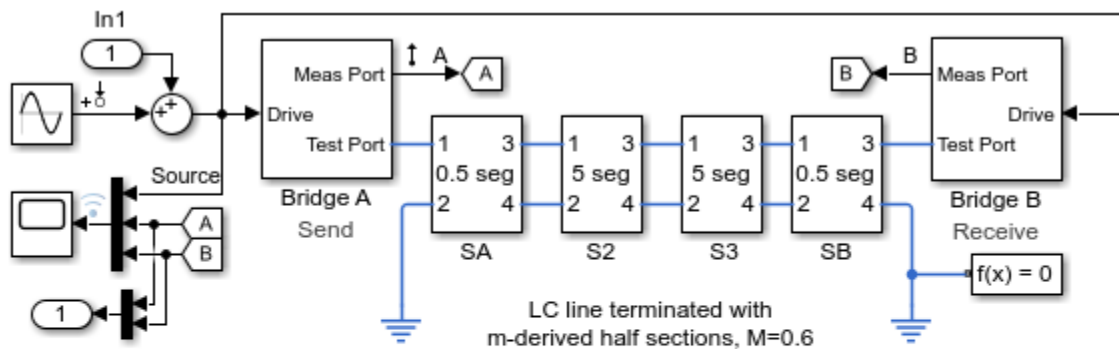 In1
1
A
B
Meas Port
A
B
Meas Port
Drive
Drive
Test Port
1
3
1
3
1
3
1
3
Test Port
0.5 seg
5 seg
5 seg
0.5 seg
2
4
2
4
2
4
2
4
Source
Bridge A
Send
Bridge B
Receive
A
B
SA
S2
S3
SB
f(x) = 0
1
LC line terminated with
m-derived half sections, M=0.6